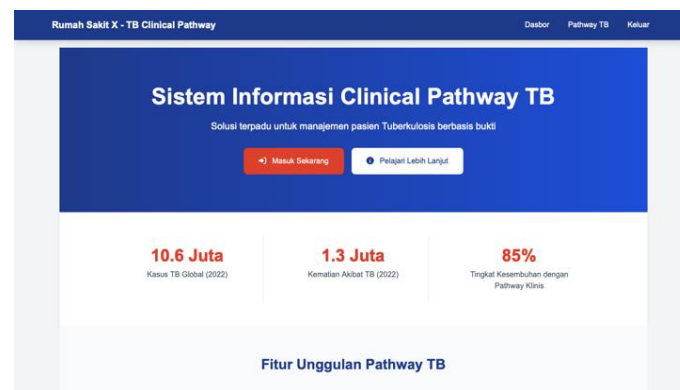 Rumah Sakit X - TB Clinical Pathway
Dasbor Pathway TB Keluar
Sistem Informasi Clinical Pathway TB
Solusi terpadu untuk manajemen pasien Tuberkulosis berbasis bukti
Masuk Sekarang
Pelajari Lebih Lanjut
10.6 Juta
Kasus TB Global (2022)
1.3 Juta
Kematian Akibat TB (2022)
85%
Tingkat Kesembuhan dengan
Pathway Klinis
Fitur Unggulan Pathway TB